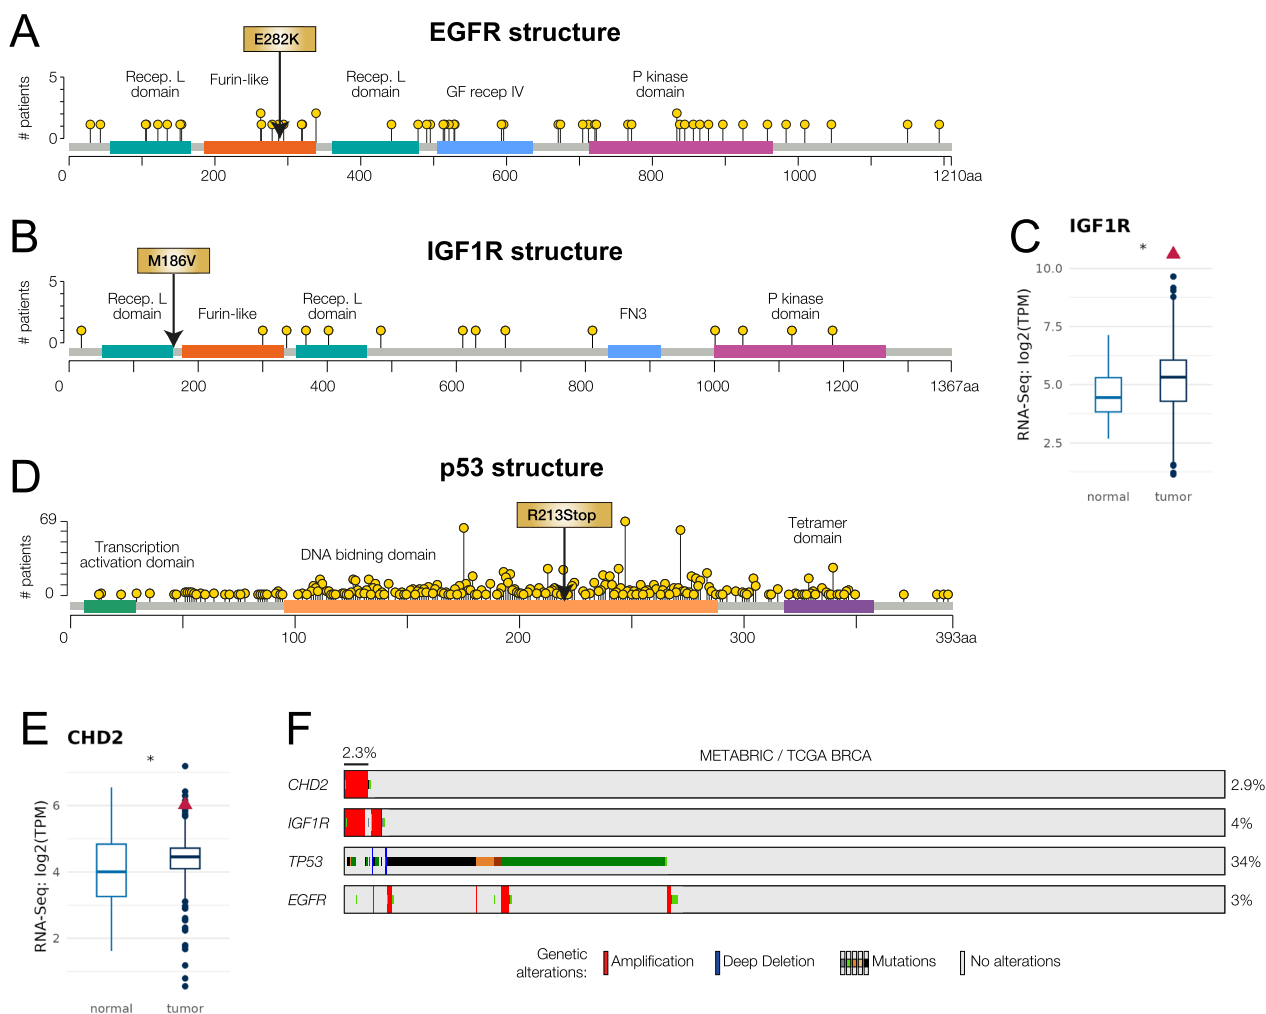 A
EGFR structure
E282K
# patients
5
0
Recep. L
domain
Furin-like
Recep. L
domain
GF recep IV
P kinase
domain
0
200
400
600
800
1000
1210aa
B
IGF1R structure
M186V
# patients
5
0
Recep. L
domain
Furin-like
Recep. L
domain
FN3
P kinase
domain
0
200
400
600
800
1000
1200
1367aa
C
IGF1R
*
RNA-Seq: log2(TPM)
10.0
7.5
5.0
2.5
normal
tumor
D
p53 structure
R213Stop
# patients
69
0
Transcription
activation domain
DNA bidning domain
Tetramer
domain
0
100
200
300
393aa
E
CHD2
*
RNA-Seq: log2(TPM)
6
4
2
normal
tumor
F
2.3%
METABRIC / TCGA BRCA
CHD2
2.9%
IGF1R
4%
TP53
34%
EGFR
3%
Genetic
alterations:
Amplification
Deep Deletion
Mutations
No alterations